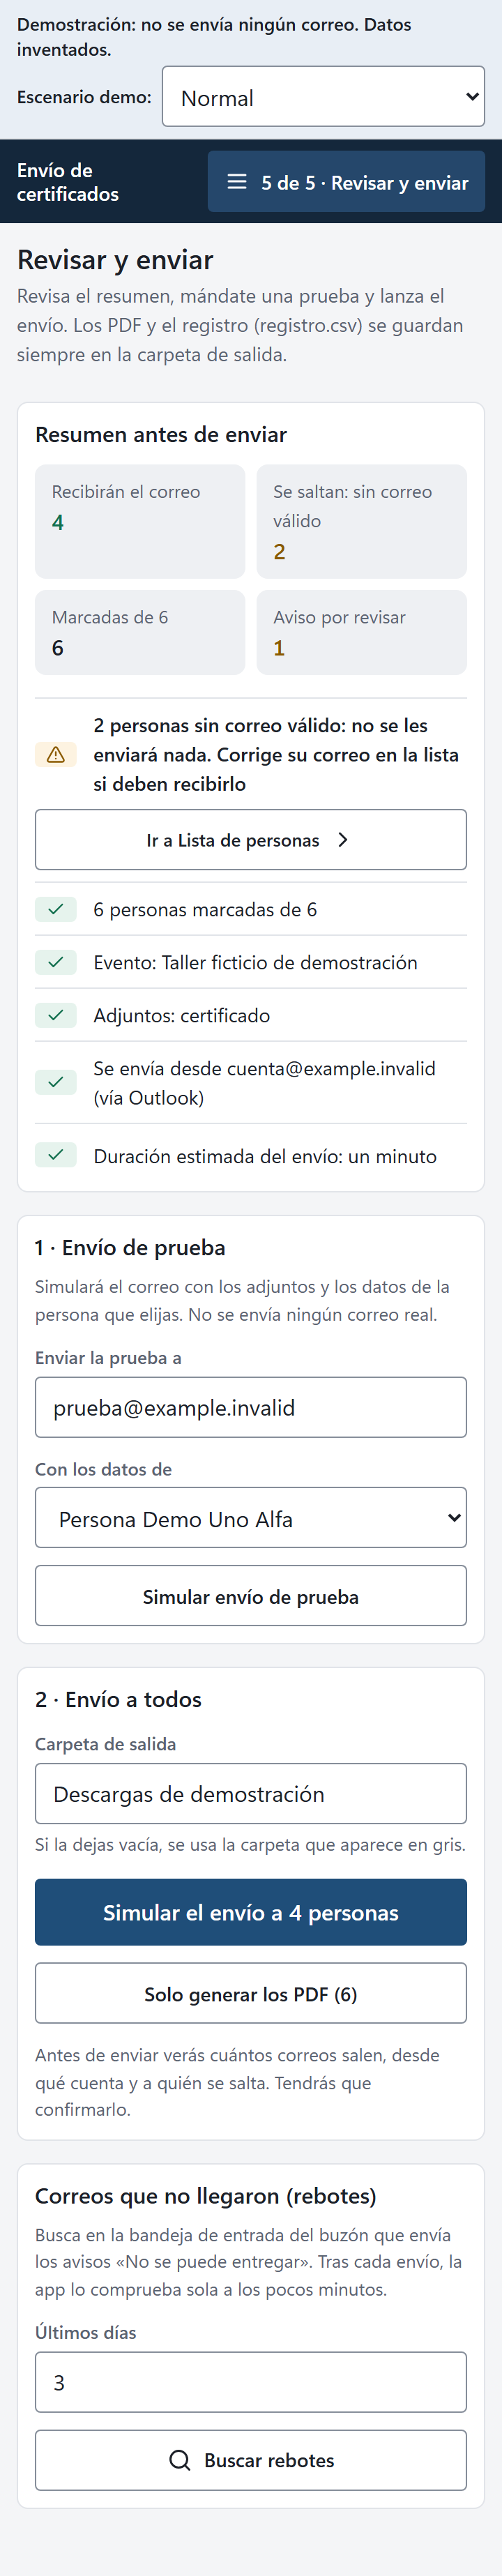 Demostración: no se envía ningún correo. Datos
inventados.
Escenario demo:
Normal
Envío de
certificados
5 de 5 · Revisar y enviar
Revisar y enviar
Revisa el resumen, mándate una prueba y lanza el
envío. Los PDF y el registro (registro.csv) se guardan
siempre en la carpeta de salida.
Resumen antes de enviar
Recibirán el correo
4
Se saltan: sin correo
válido
2
Marcadas de 6
6
Aviso por revisar
1
2 personas sin correo válido: no se les
enviará nada. Corrige su correo en la lista
si deben recibirlo
Ir a Lista de personas
6 personas marcadas de 6
Evento: Taller ficticio de demostración
Adjuntos: certificado
Se envía desde cuenta@example.invalid
(vía Outlook)
Duración estimada del envío: un minuto
1 · Envío de prueba
Simulará el correo con los adjuntos y los datos de la
persona que elijas. No se envía ningún correo real.
Enviar la prueba a
prueba@example.invalid
Con los datos de
Persona Demo Uno Alfa
Simular envío de prueba
2 · Envío a todos
Carpeta de salida
Descargas de demostración
Si la dejas vacía, se usa la carpeta que aparece en gris.
Simular el envío a 4 personas
Solo generar los PDF (6)
Antes de enviar verás cuántos correos salen, desde
qué cuenta y a quién se salta. Tendrás que
confirmarlo.
Correos que no llegaron (rebotes)
Busca en la bandeja de entrada del buzón que envía
los avisos «No se puede entregar». Tras cada envío, la
app lo comprueba sola a los pocos minutos.
Últimos días
3
Buscar rebotes